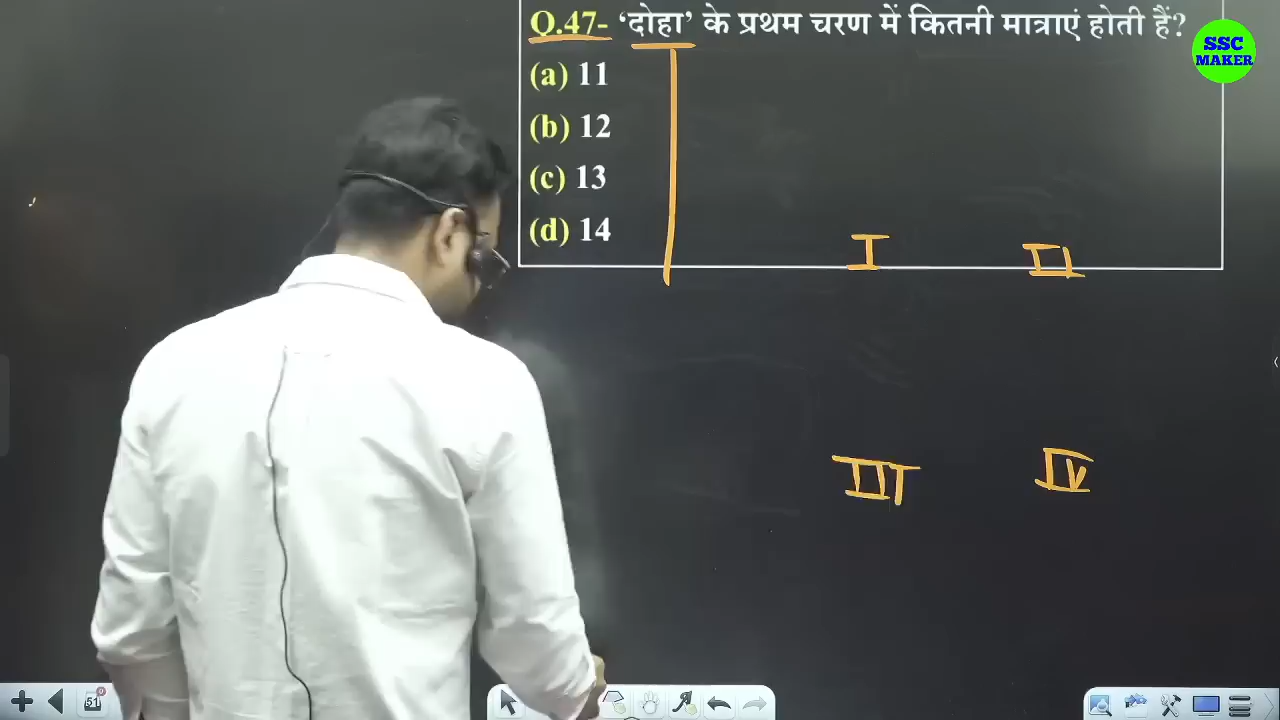 Q.47- ‘दोहा’ के प्रथम चरण में कितनी मात्राएं होती हैं?
SSC
MAKER
(a) 11
(b) 12
(c) 13
(d) 14
I II
III IV
51